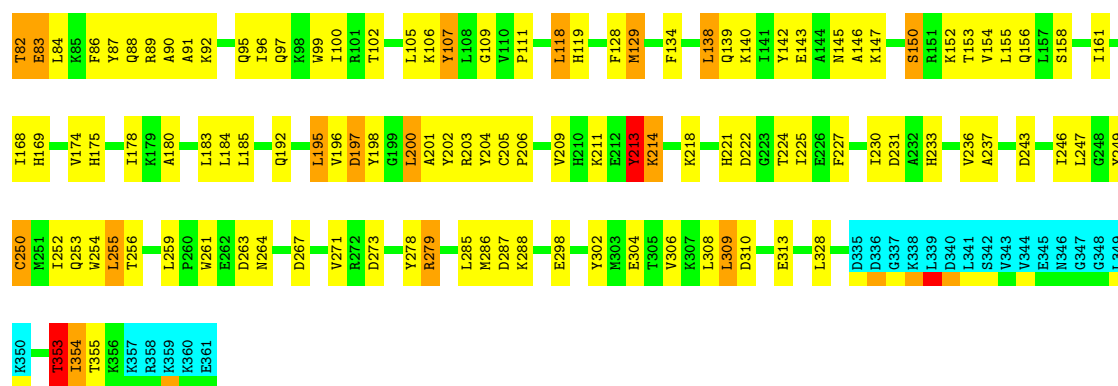 T82 E83 L84 K85 F86 Y87 Q88 R89 A90 A91 K92 Q95 I96 Q97 K98 W99 I100 R101 T102 L105 K106 Y107 L108 G109 V110 P111 L118 H119 F128 M129 F134 L138 Q139 K140 I141 Y142 E143 A144 N145 A146 K147 S150 R151 K152 T153 V154 L155 Q156 L157 S158 I161
I168 H169 V174 H175 I178 K179 A180 L183 L184 L185 Q192 L195 V196 D197 Y198 G199 L200 A201 Y202 R203 Y204 C205 P206 V209 H210 K211 E212 Y213 K214 K218 H221 D222 G223 T224 I225 E226 F227 I230 D231 A232 H233 V236 A237 D243 I246 L247 G248
C250 M251 I252 Q253 W254 L255 T256 L259 P260 W261 E262 D263 N264 D267 V271 R272 D273 Y278 R279 L285 M286 D287 K288 E298 Y302 M303 E304 T305 V306 K307 L308 L309 D310 E313 L328 D335 D336 G337 K338 L339 D340 L341 S342 V343 V344 E345 N346 G347 G348
K350 T353 I354 T355 K356 K357 R358 K359 K360 E361